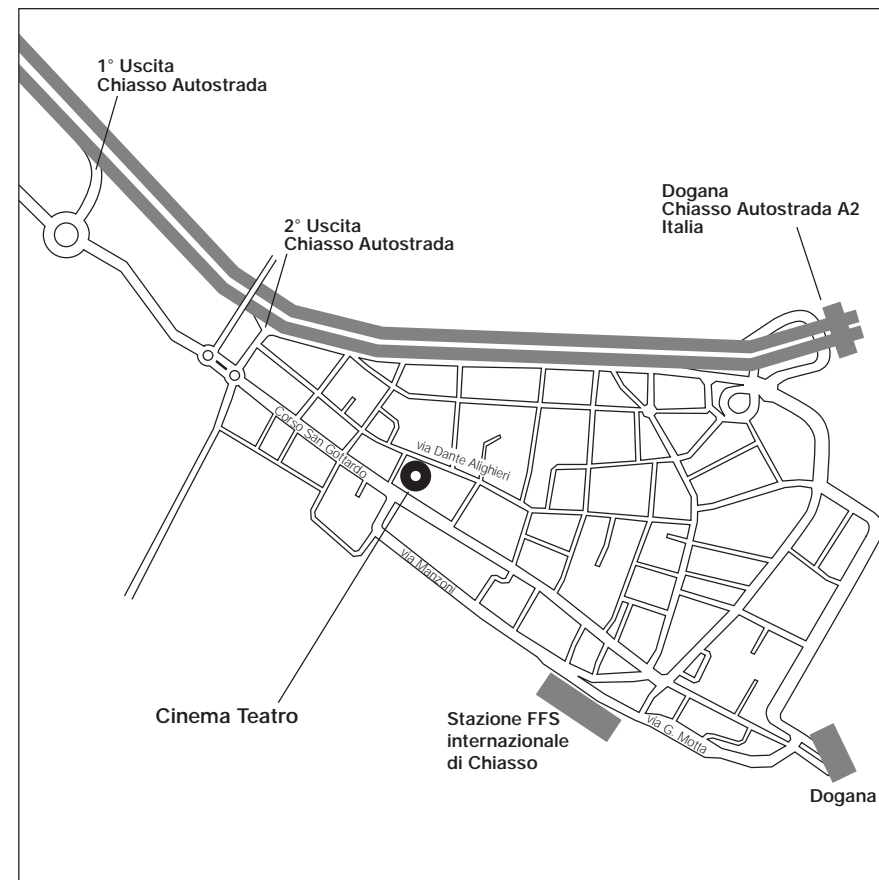 1° Uscita
Chiasso Autostrada
2° Uscita
Chiasso Autostrada
Dogana
Chiasso Autostrada A2
Italia
Corso San Gottardo
via Dante Alighieri
via Manzoni
Cinema Teatro
Stazione FFS
internazionale
di Chiasso
via G. Motta
Dogana